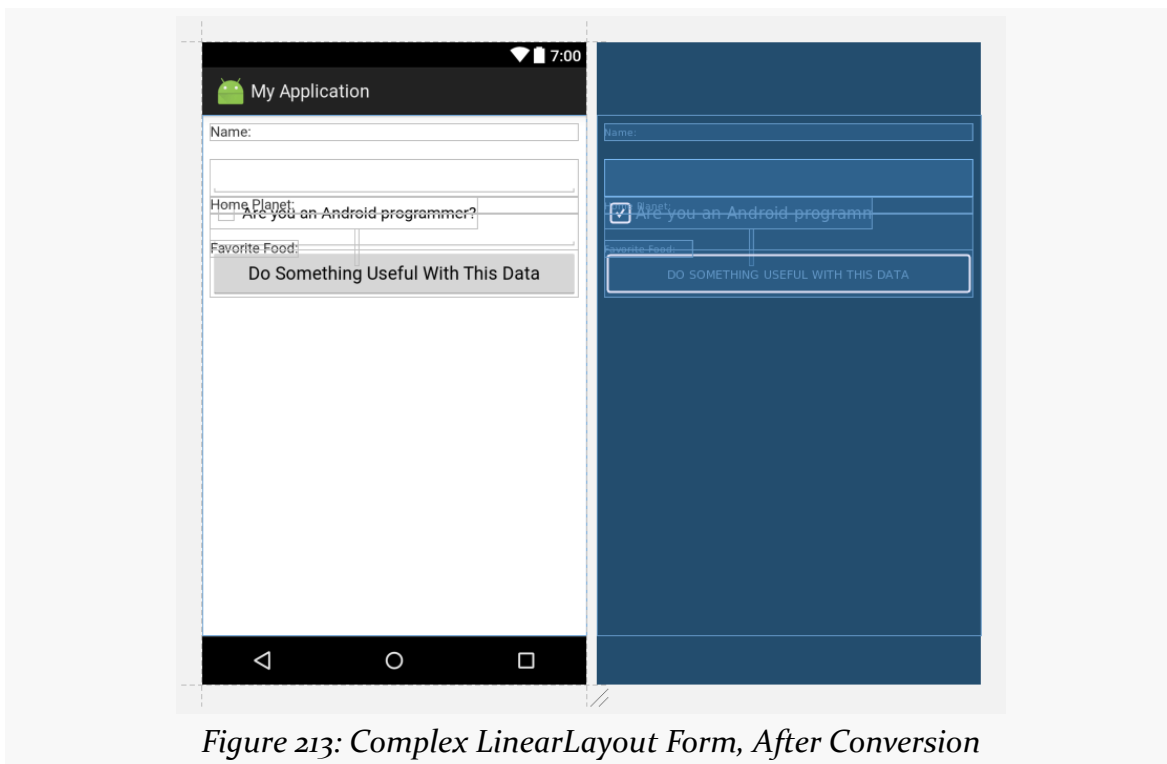 7:00
My Application
Name:
Home Planet:
Are you an Android programmer?
Favorite Food:
Do Something Useful With This Data
Name:
Home Planet:
Are you an Android programm
Favorite Food:
DO SOMETHING USEFUL WITH THIS DATA
Figure 213: Complex LinearLayout Form, After Conversion